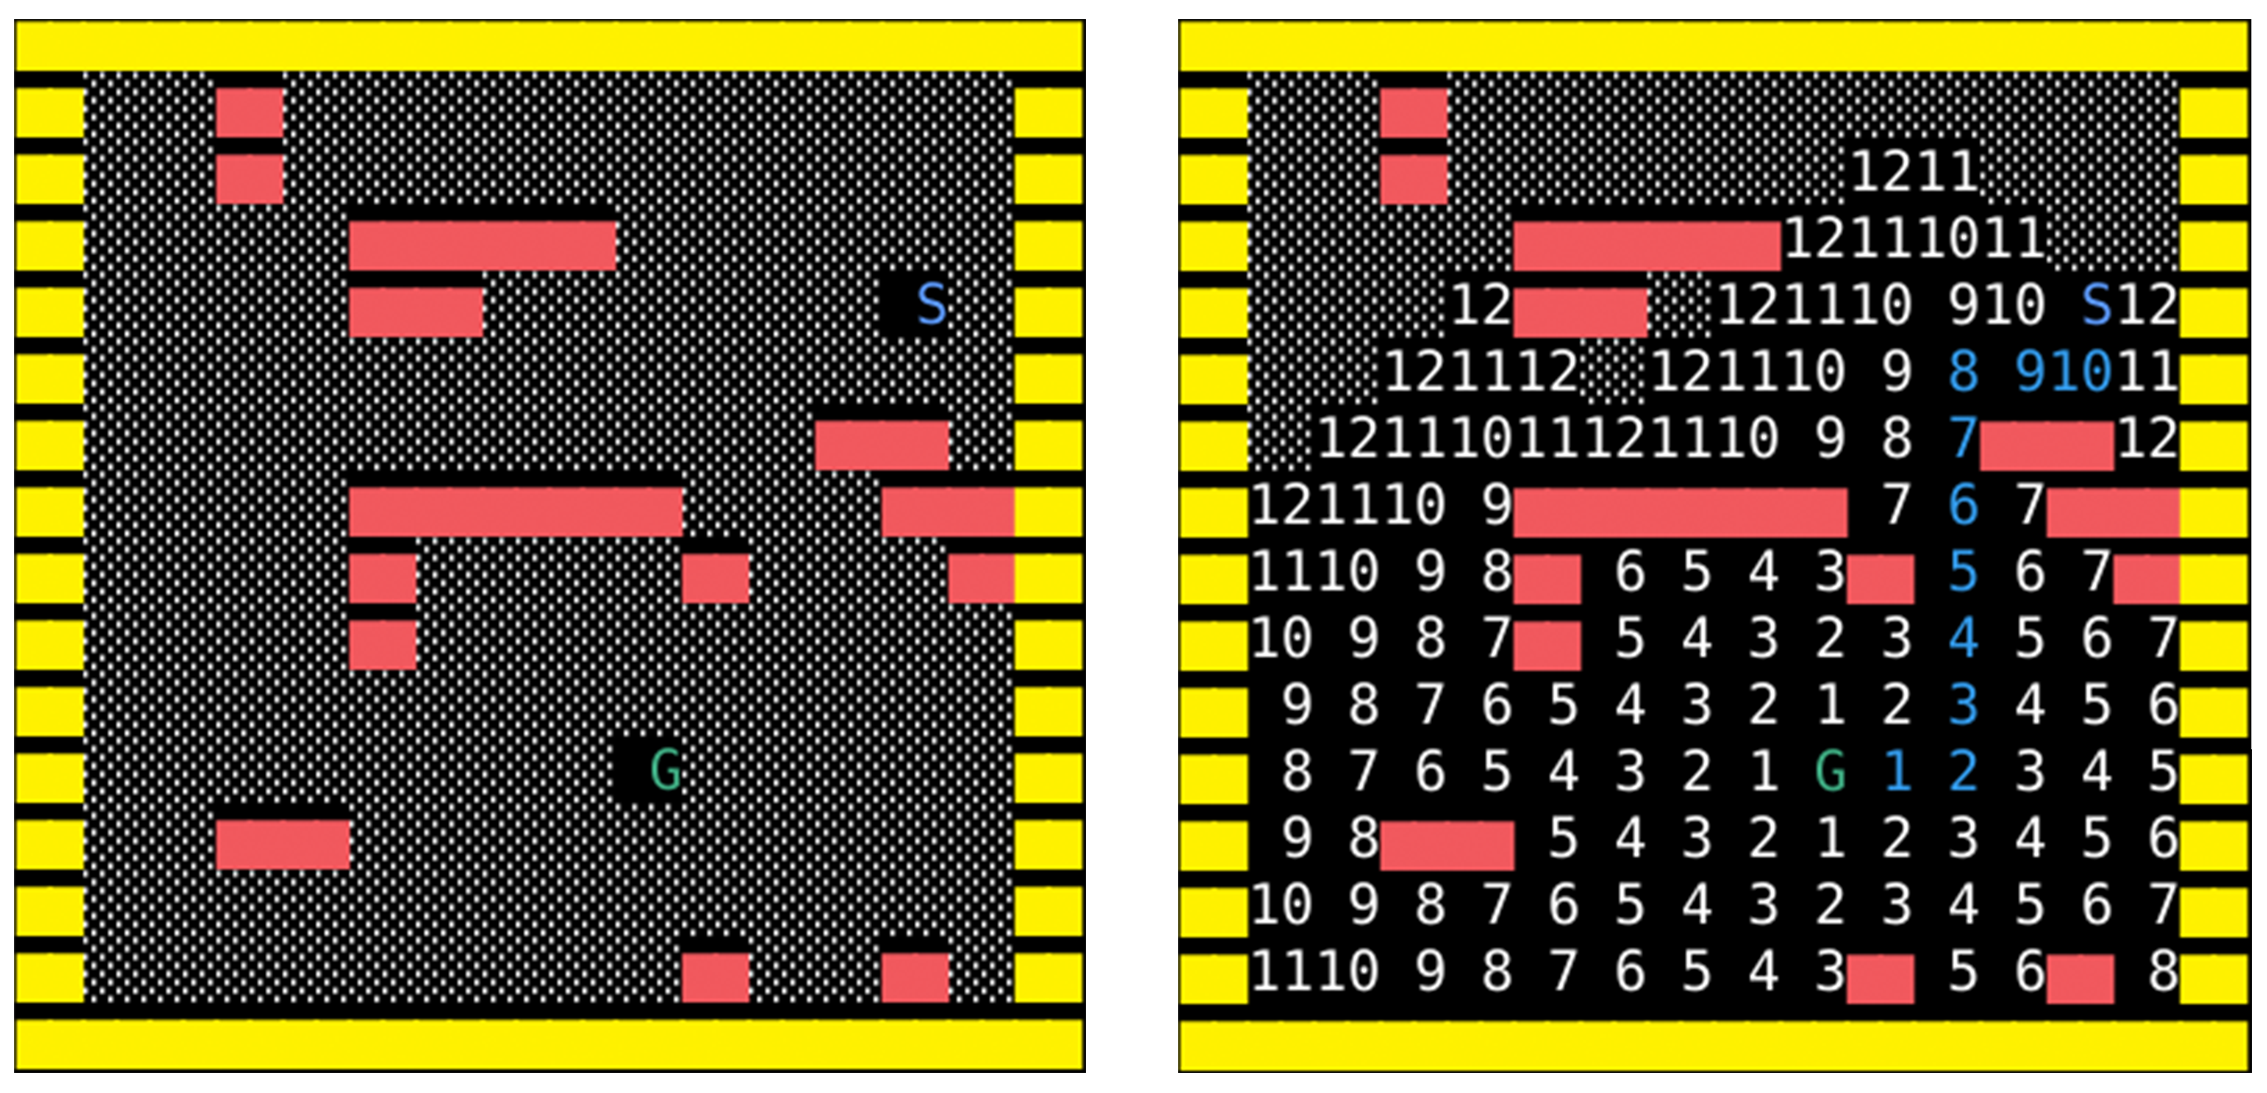 S
G
1211
12111011
12 121110 910 S12
121112 121110 9 8 91011
12111011121110 9 8 7 12
121110 9 7 6 7
1110 9 8 6 5 4 3 5 6 7
10 9 8 7 5 4 3 2 3 4 5 6 7
9 8 7 6 5 4 3 2 1 2 3 4 5 6
8 7 6 5 4 3 2 1 G 1 2 3 4 5
9 8 5 4 3 2 1 2 3 4 5 6
10 9 8 7 6 5 4 3 2 3 4 5 6 7
1110 9 8 7 6 5 4 3 5 6 8